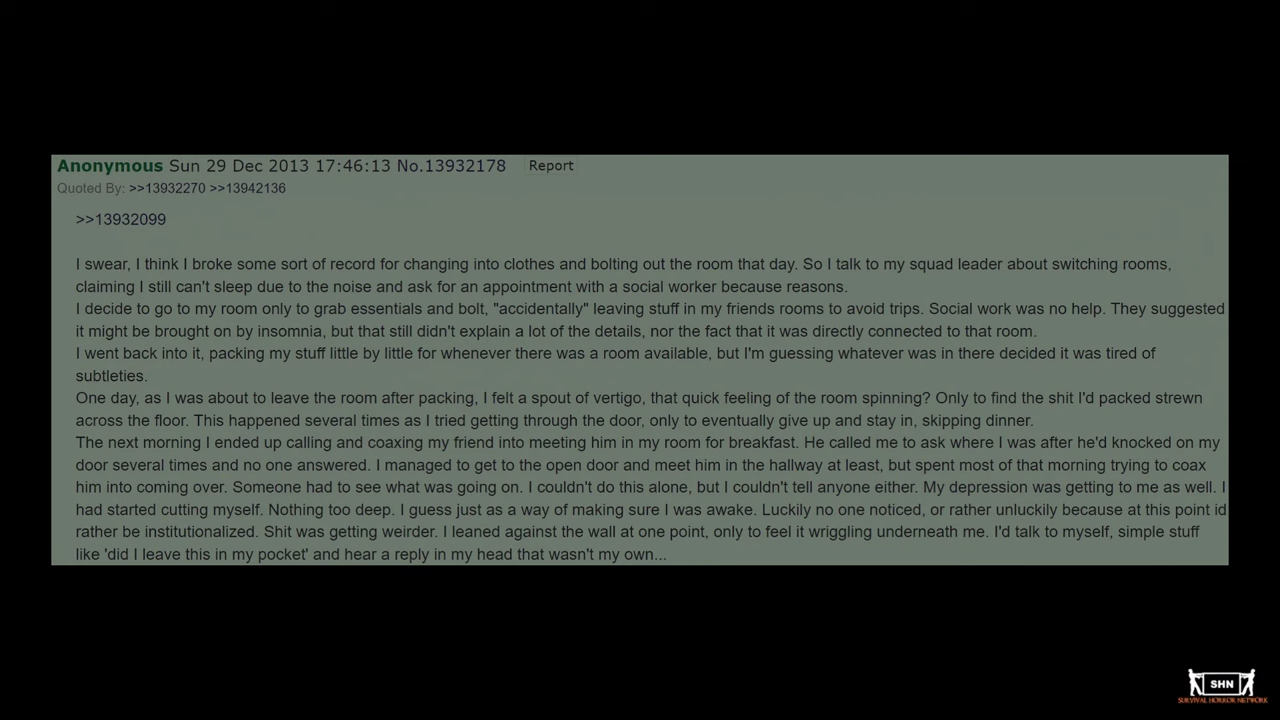 Anonymous Sun 29 Dec 2013 17:46:13 No.13932178 Report
Quoted By: >>13932270 >>13942136
>>13932099
I swear, I think I broke some sort of record for changing into clothes and bolting out the room that day. So I talk to my squad leader about switching rooms,
claiming I still can't sleep due to the noise and ask for an appointment with a social worker because reasons.
I decide to go to my room only to grab essentials and bolt, "accidentally" leaving stuff in my friends rooms to avoid trips. Social work was no help. They suggested
it might be brought on by insomnia, but that still didn't explain a lot of the details, nor the fact that it was directly connected to that room.
I went back into it, packing my stuff little by little for whenever there was a room available, but I'm guessing whatever was in there decided it was tired of
subtleties.
One day, as I was about to leave the room after packing, I felt a spout of vertigo, that quick feeling of the room spinning? Only to find the shit I'd packed strewn
across the floor. This happened several times as I tried getting through the door, only to eventually give up and stay in, skipping dinner.
The next morning I ended up calling and coaxing my friend into meeting him in my room for breakfast. He called me to ask where I was after he'd knocked on my
door several times and no one answered. I managed to get to the open door and meet him in the hallway at least, but spent most of that morning trying to coax
him into coming over. Someone had to see what was going on. I couldn't do this alone, but I couldn't tell anyone either. My depression was getting to me as well. I
had started cutting myself. Nothing too deep. I guess just as a way of making sure I was awake. Luckily no one noticed, or rather unluckily because at this point id
rather be institutionalized. Shit was getting weirder. I leaned against the wall at one point, only to feel it wriggling underneath me. I'd talk to myself, simple stuff
like 'did I leave this in my pocket' and hear a reply in my head that wasn't my own...
SHN
SURVIVAL HORROR NETWORK